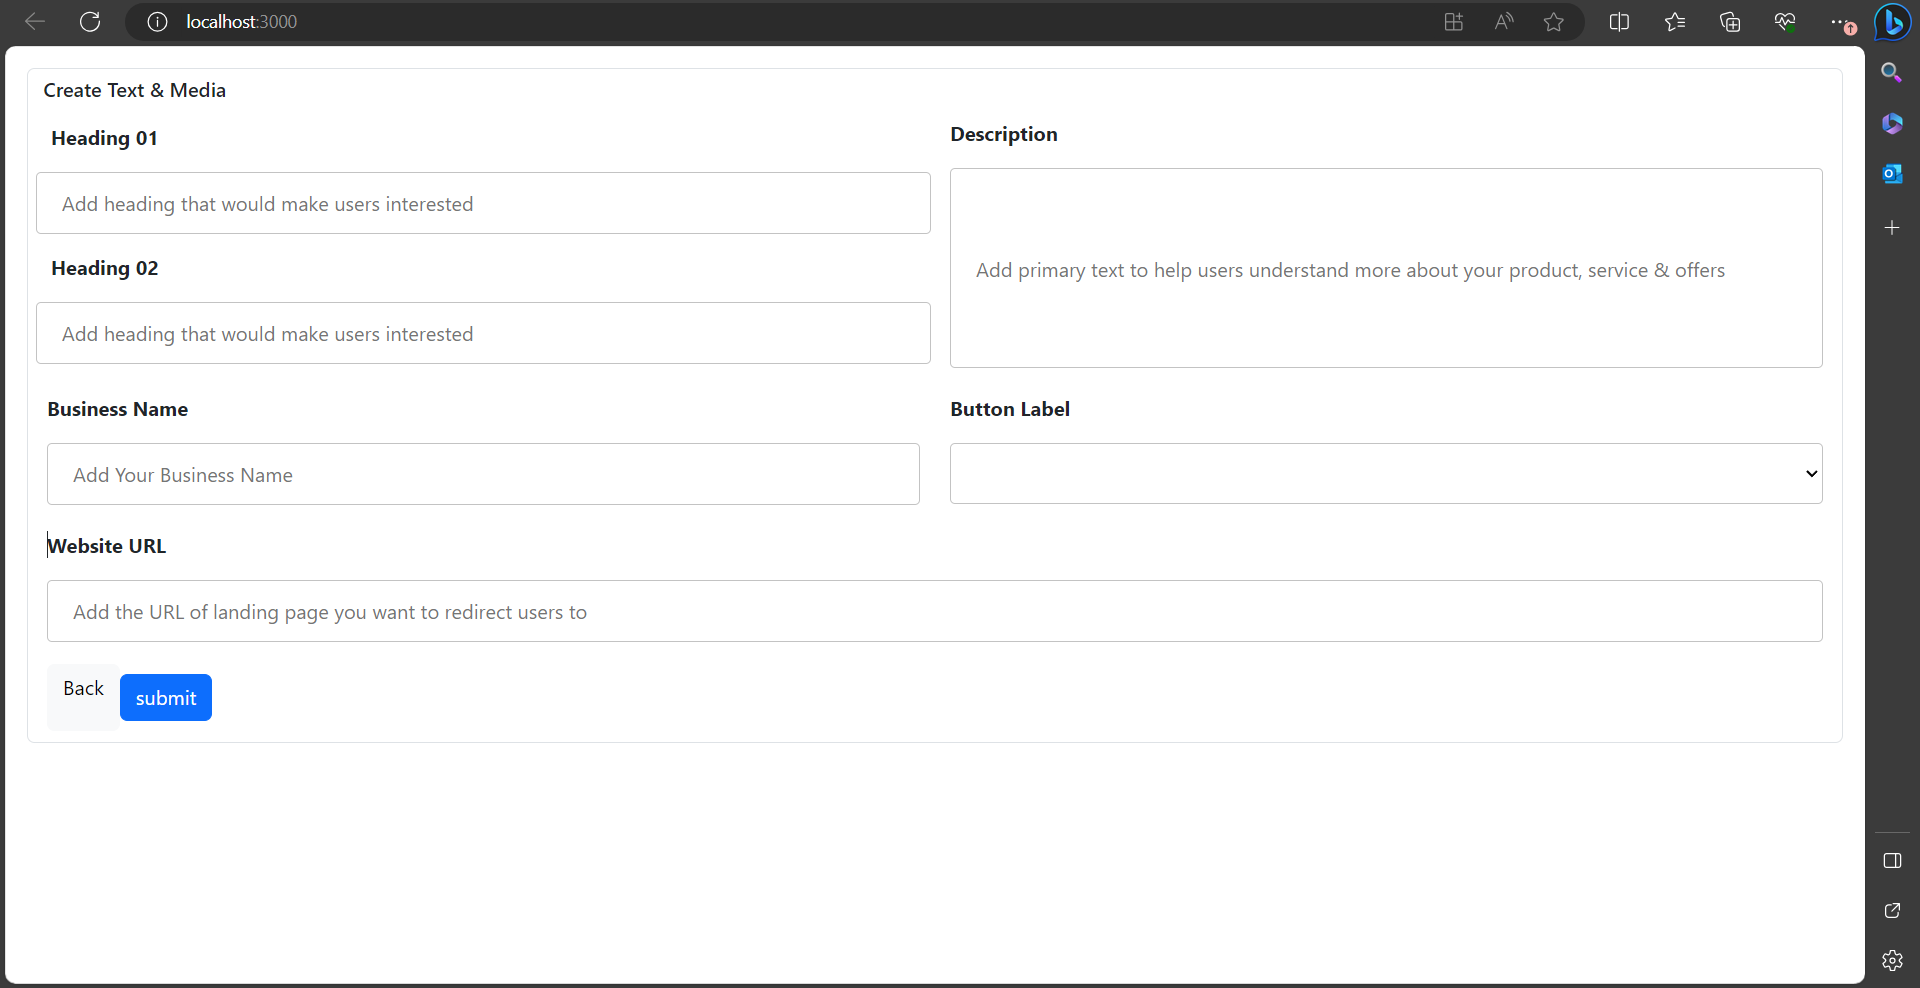 localhost:3000
Create Text & Media
Heading 01
Add heading that would make users interested
Heading 02
Add heading that would make users interested
Description
Add primary text to help users understand more about your product, service & offers
Business Name
Add Your Business Name
Button Label
Website URL
Add the URL of landing page you want to redirect users to
Back
submit